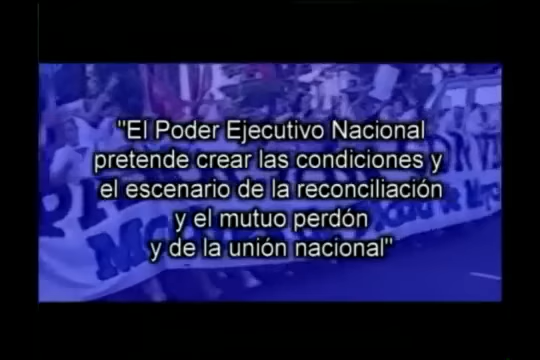 "El Poder Ejecutivo Nacional
pretende crear las condiciones y
el escenario de la reconciliación
y el mutuo perdón
y de la unión nacional"